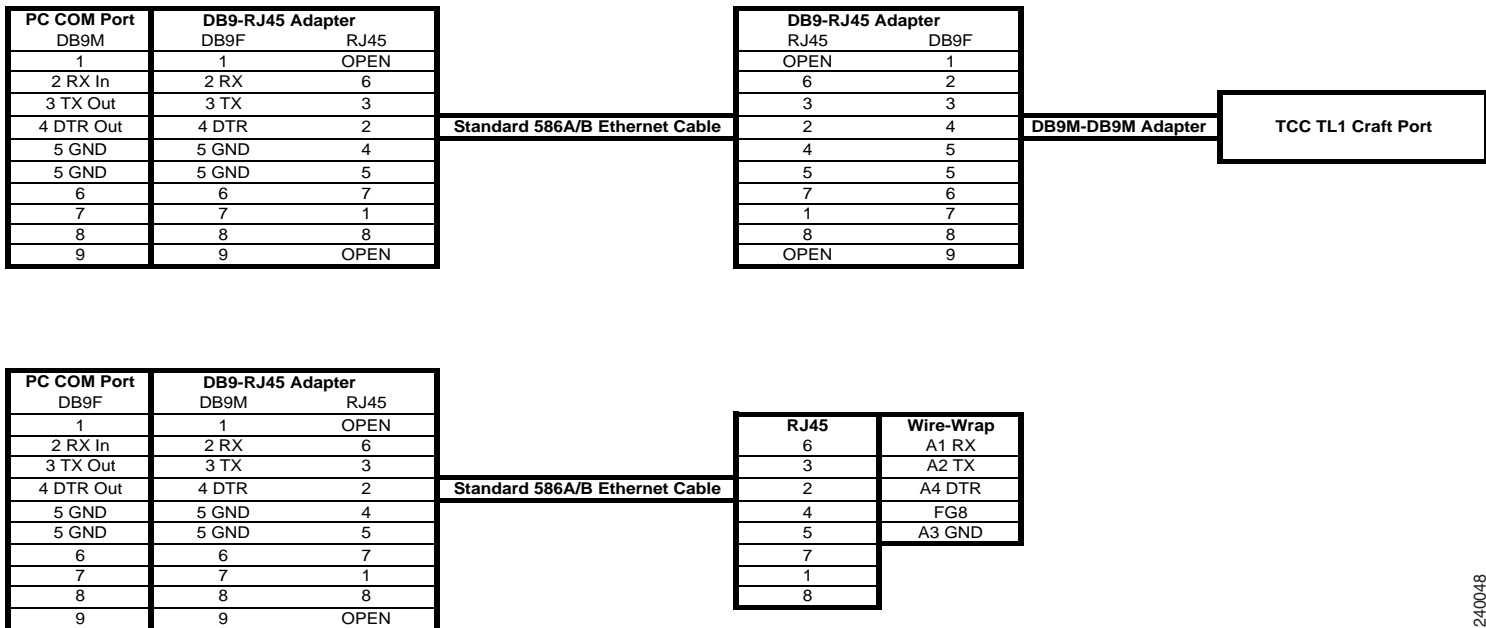 PC COM Port DB9-RJ45 Adapter DB9-RJ45 Adapter
DB9M DB9F RJ45 RJ45 DB9F
1 1 OPEN OPEN 1
2 RX In 2 RX 6 6 2
3 TX Out 3 TX 3 3 3
4 DTR Out 4 DTR 2 Standard 586A/B Ethernet Cable 2 4 DB9M-DB9M Adapter TCC TL1 Craft Port
5 GND 5 GND 4 4 5
5 GND 5 GND 5 5 5
6 6 7 7 6
7 7 1 1 7
8 8 8 8 8
9 9 OPEN OPEN 9
PC COM Port DB9-RJ45 Adapter
DB9F DB9M RJ45
1 1 OPEN RJ45 Wire-Wrap
2 RX In 2 RX 6 6 A1 RX
3 TX Out 3 TX 3 3 A2 TX
4 DTR Out 4 DTR 2 Standard 586A/B Ethernet Cable 2 A4 DTR
5 GND 5 GND 4 4 FG8
5 GND 5 GND 5 5 A3 GND
6 6 7 7
7 7 1 1
8 8 8 8
9 9 OPEN
240048